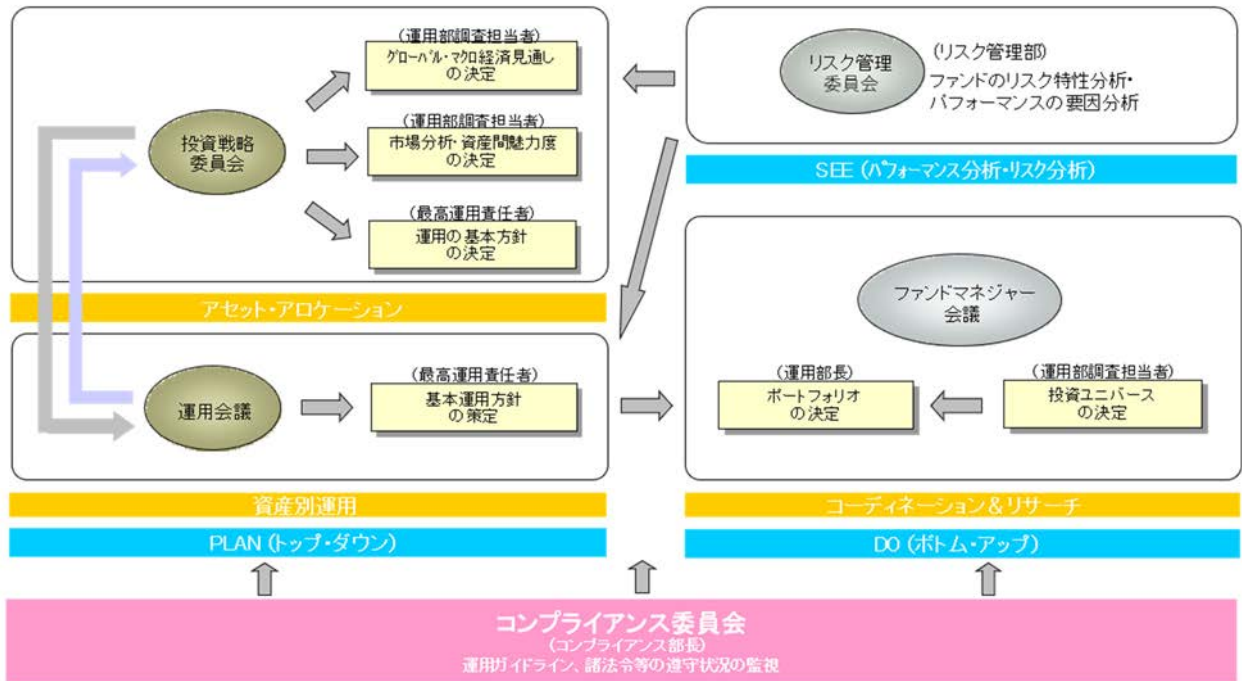 (運用部調査担当者)
グローバル・マクロ経済見通し
の決定
投資戦略
委員会
(運用部調査担当者)
市場分析・資産間魅力度
の決定
(最高運用責任者)
運用の基本方針
の決定
アセット・アロケーション
運用会議
(最高運用責任者)
基本運用方針
の策定
資産別運用
PLAN (トップ・ダウン)
リスク管理
委員会
(リスク管理部)
ファンドのリスク特性分析・
パフォーマンスの要因分析
SEE (パフォーマンス分析・リスク分析)
ファンドマネジャー
会議
(運用部長)
ポートフォリオ
の決定
(運用部調査担当者)
投資ユニバース
の決定
コーディネーション&リサーチ
DO (ボトム・アップ)
コンプライアンス委員会
(コンプライアンス部長)
運用ガイドライン、諸法令等の遵守状況の監視